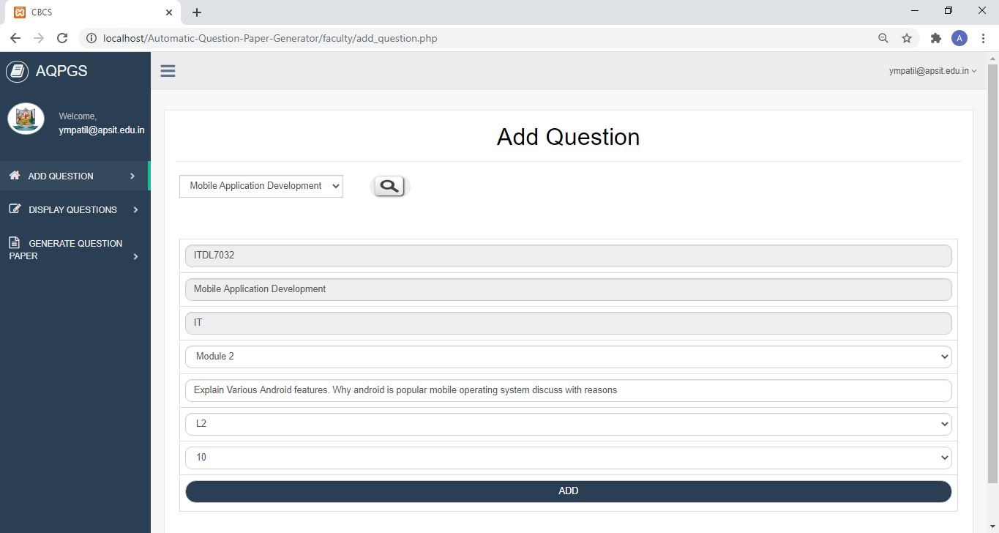 CBCS
localhost/Automatic-Question-Paper-Generator/faculty/add_question.php
A
AQPGS
ympatil@apsit.edu.in
Welcome,
ympatil@apsit.edu.in
ADD QUESTION
DISPLAY QUESTIONS
GENERATE QUESTION
PAPER
Add Question
Mobile Application Development
ITDL7032
Mobile Application Development
IT
Module 2
Explain Various Android features. Why android is popular mobile operating system discuss with reasons
L2
10
ADD